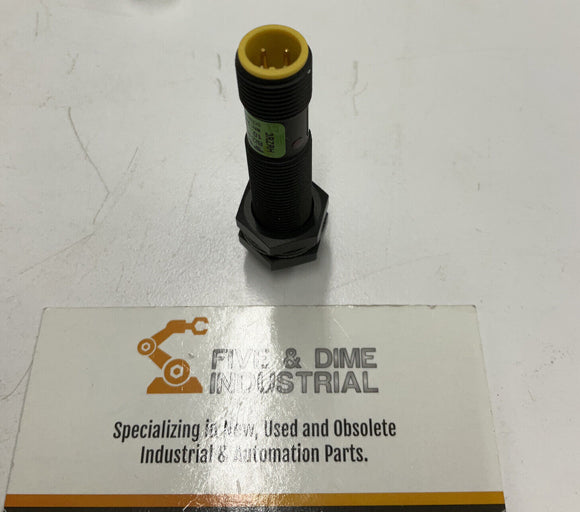 FIVE & DIME
INDUSTRIAL
Specializing in New, Used and Obsolete
Industrial & Automation Parts.